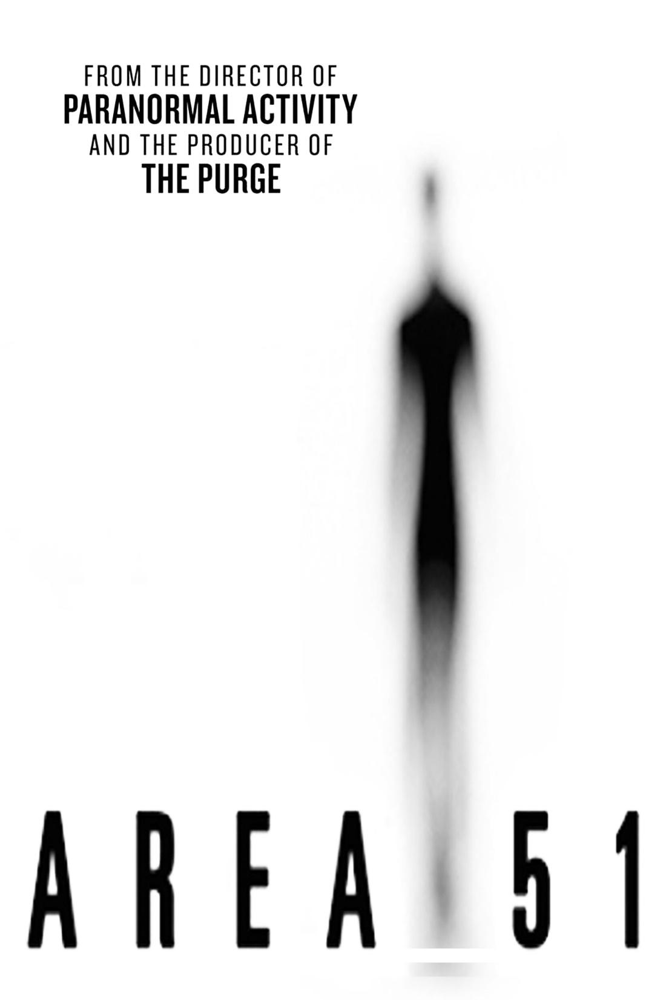 FROM THE DIRECTOR OF
PARANORMAL ACTIVITY
AND THE PRODUCER OF
THE PURGE
AREA 51